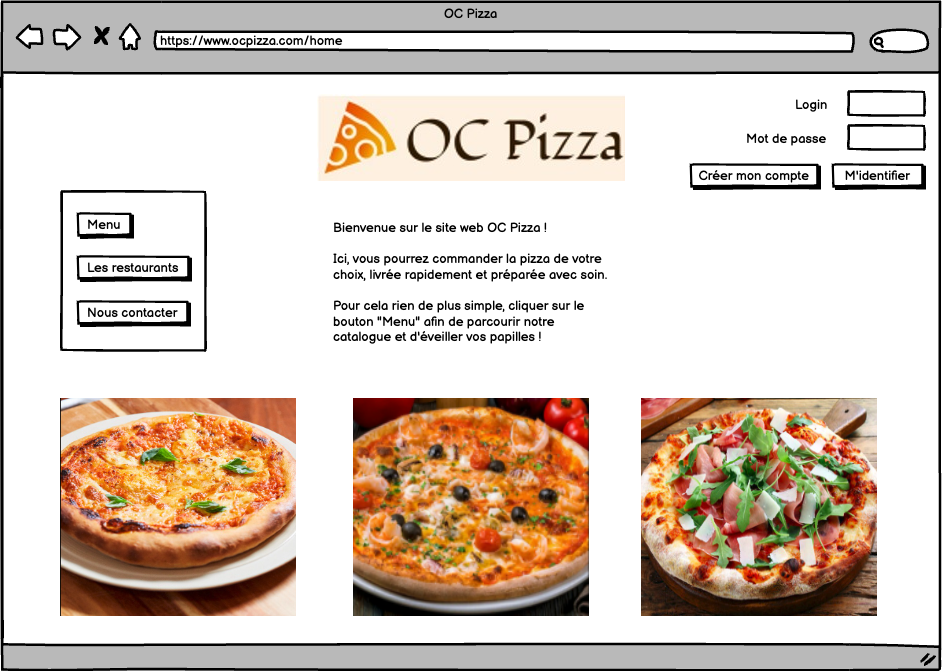 OC Pizza
https://www.ocpizza.com/home
OC Pizza
Login
Mot de passe
Créer mon compte
M'identifier
Menu
Les restaurants
Nous contacter
Bienvenue sur le site web OC Pizza !
Ici, vous pourrez commander la pizza de votre
choix, livrée rapidement et préparée avec soin.
Pour cela rien de plus simple, cliquer sur le
bouton "Menu" afin de parcourir notre
catalogue et d'éveiller vos papilles !